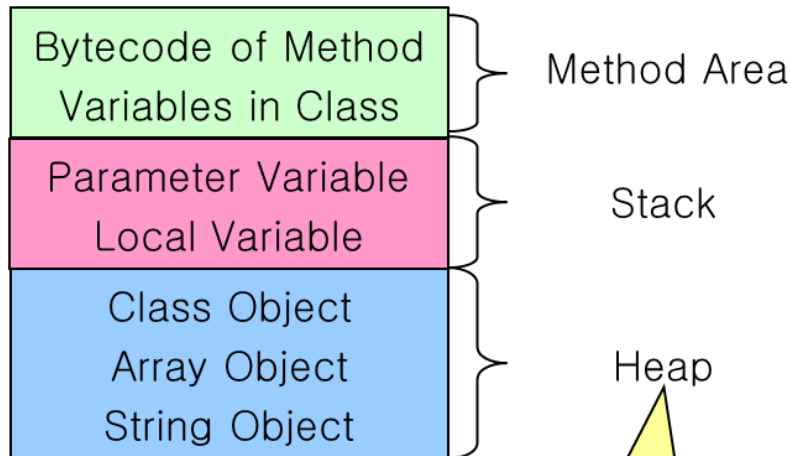 Bytecode of Method
Variables in Class
Method Area
Parameter Variable
Local Variable
Stack
Class Object
Array Object
String Object
Heap